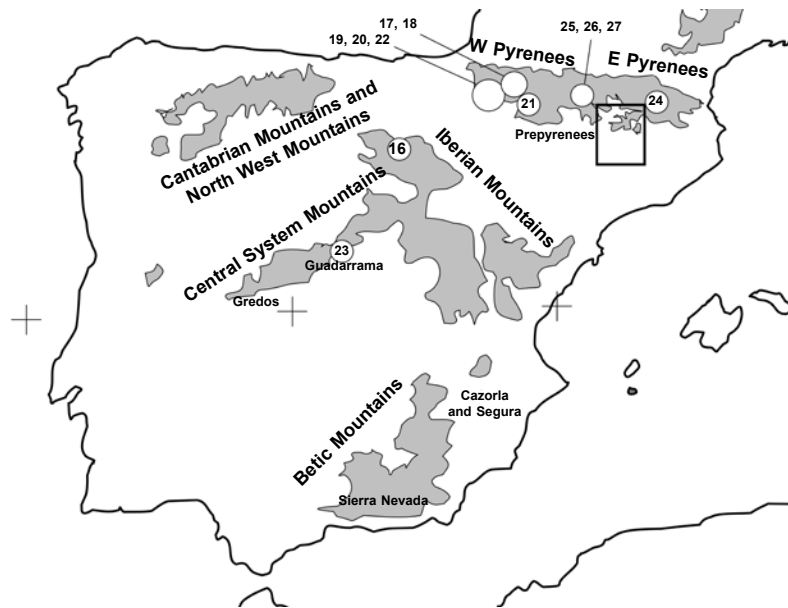 17, 18
19, 20, 22
25, 26, 27
W Pyrenees
E Pyrenees
21
24
Prepyrenees
Cantabrian Mountains and
North West Mountains
16
Iberian Mountains
Central System Mountains
23
Guadarrama
Gredos
Cazorla
and Segura
Betic Mountains
Sierra Nevada